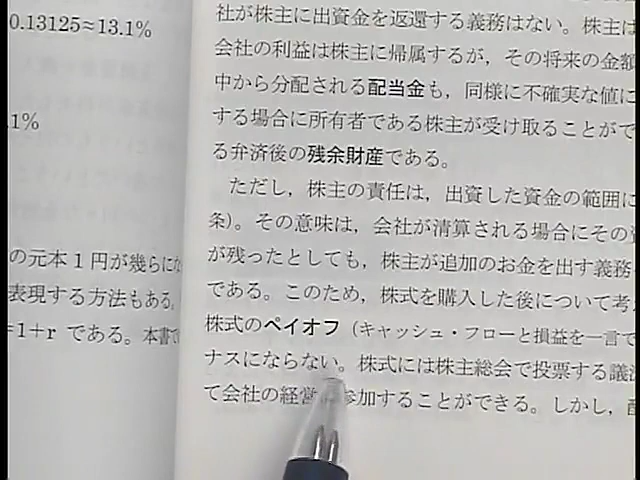 0.13125≈13.1%
.1%
の元本1円が幾らにな
表現する方法もある.
=1+r である。本書で
社が株主に出資金を返還する義務はない。株主は
会社の利益は株主に帰属するが，その将来の金額
中から分配される配当金も，同様に不確実な値に
する場合に所有者である株主が受け取ることがで
る弁済後の残余財産である。
ただし，株主の責任は，出資した資金の範囲に
条)。その意味は，会社が清算される場合にその
が残ったとしても，株主が追加のお金を出す義務
である。このため，株式を購入した後について考
株式のペイオフ（キャッシュ・フローと損益を一言で
ナスにならない。株式には株主総会で投票する議
て会社の経営 参加することができる。しかし，